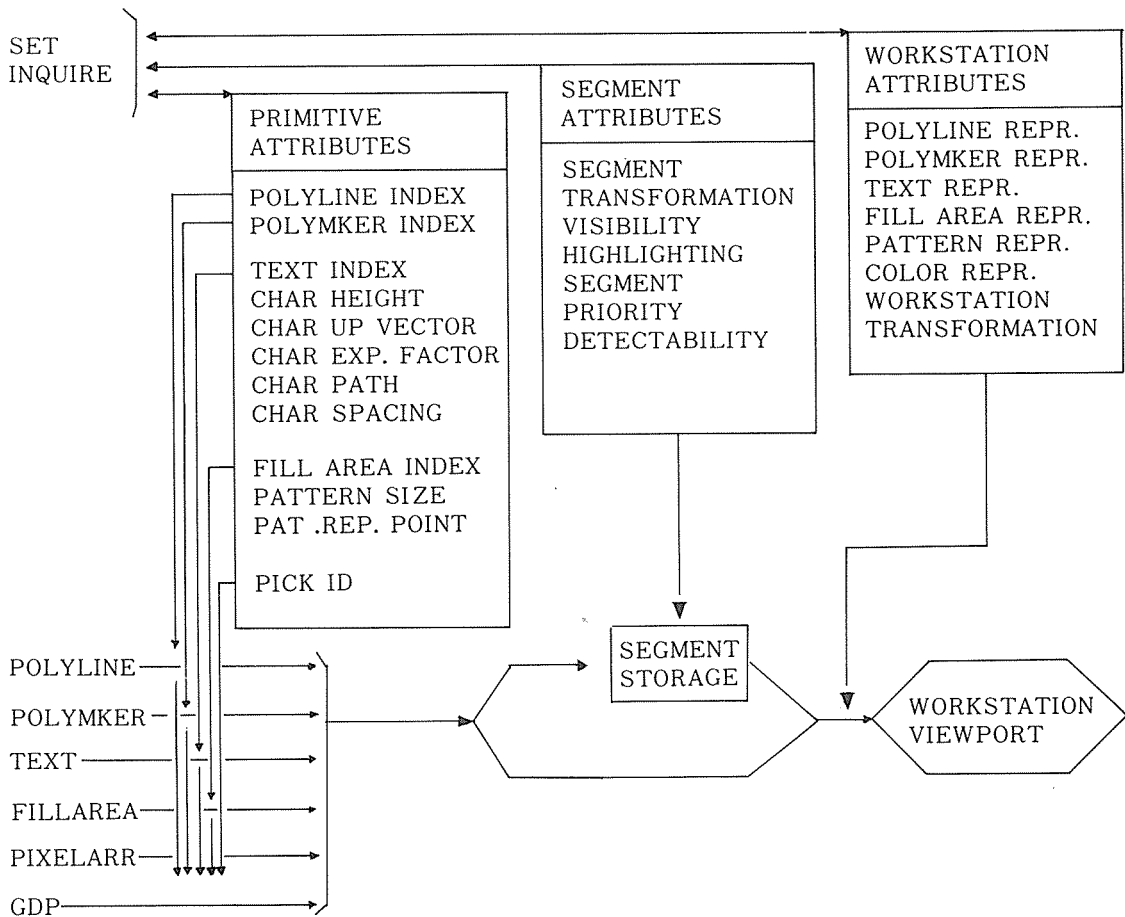 SET
INQUIRE
PRIMITIVE
ATTRIBUTES
POLYLINE INDEX
POLYMKER INDEX
TEXT INDEX
CHAR HEIGHT
CHAR UP VECTOR
CHAR EXP. FACTOR
CHAR PATH
CHAR SPACING
FILL AREA INDEX
PATTERN SIZE
PAT .REP. POINT
PICK ID
SEGMENT
ATTRIBUTES
SEGMENT
TRANSFORMATION
VISIBILITY
HIGHLIGHTING
SEGMENT
PRIORITY
DETECTABILITY
WORKSTATION
ATTRIBUTES
POLYLINE REPR.
POLYMKER REPR.
TEXT REPR.
FILL AREA REPR.
PATTERN REPR.
COLOR REPR.
WORKSTATION
TRANSFORMATION
POLYLINE
POLYMKER
TEXT
FILLAREA
PIXELARR
GDP
SEGMENT
STORAGE
WORKSTATION
VIEWPORT